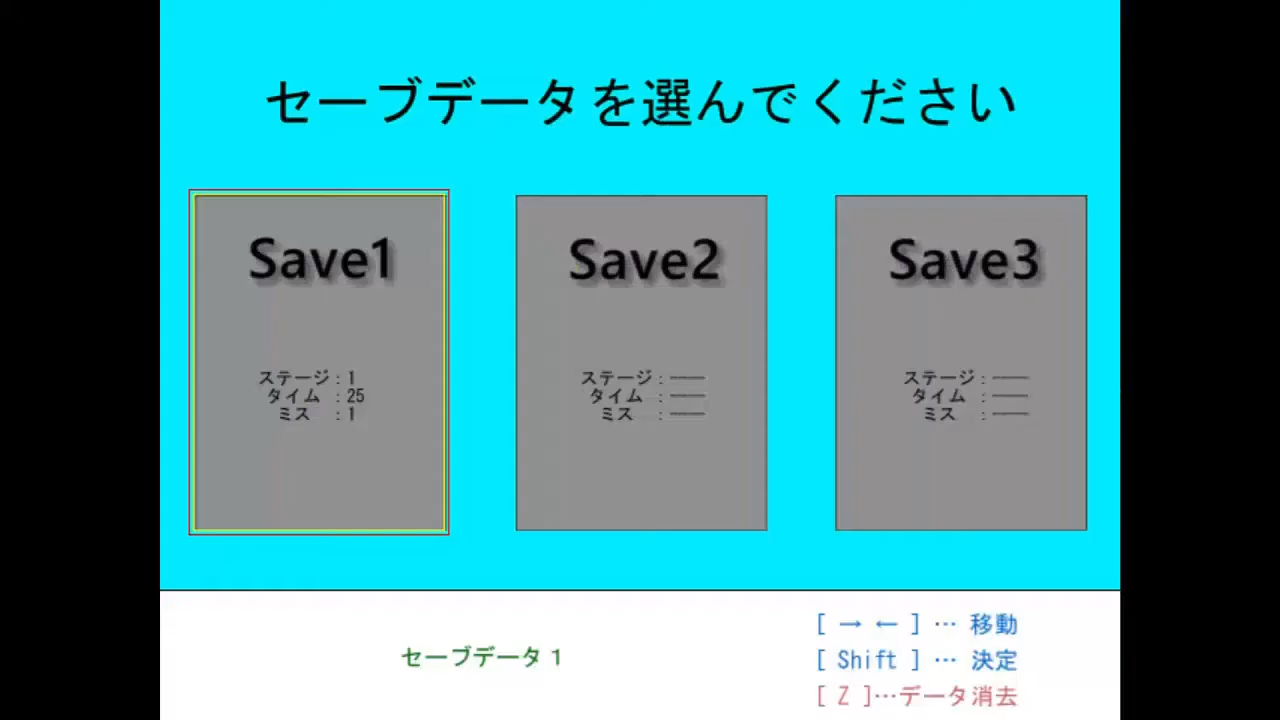 セーブデータを選んでください
Save1
ステージ:1
タイム :25
ミス :1
Save2
ステージ:――
タイム :――
ミス :――
Save3
ステージ:――
タイム :――
ミス :――
セーブデータ1
[ → ← ] … 移動
[ Shift ] … 決定
[ Z ]…データ消去